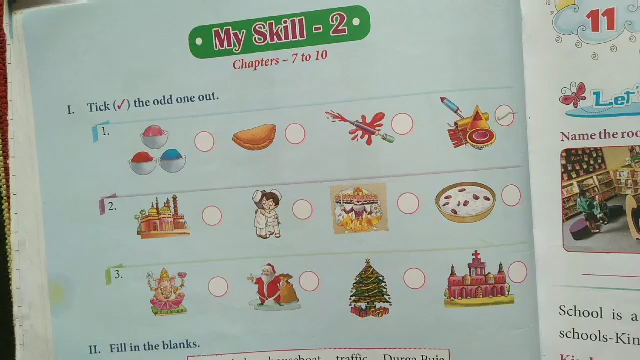 My Skill - 2
Chapters - 7 to 10
I. Tick (✓) the odd one out.
1.
2.
3.
II. Fill in the blanks.
houseboat traffic Durga Puja
11
Let'
Name the roo
School is a
schools-Kin